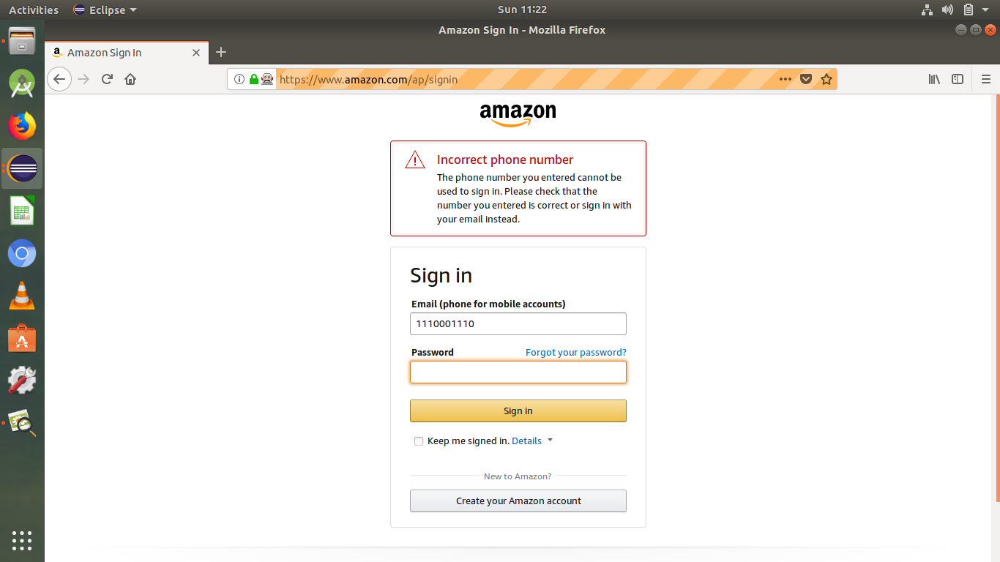 Activities
Eclipse
Sun 11:22
Amazon Sign In - Mozilla Firefox
a Amazon Sign In
https://www.amazon.com/ap/signin
amazon
Incorrect phone number
The phone number you entered cannot be
used to sign in. Please check that the
number you entered is correct or sign in with
your email instead.
Sign in
Email (phone for mobile accounts)
1110001110
Password
Forgot your password?
Sign in
Keep me signed in. Details
New to Amazon?
Create your Amazon account